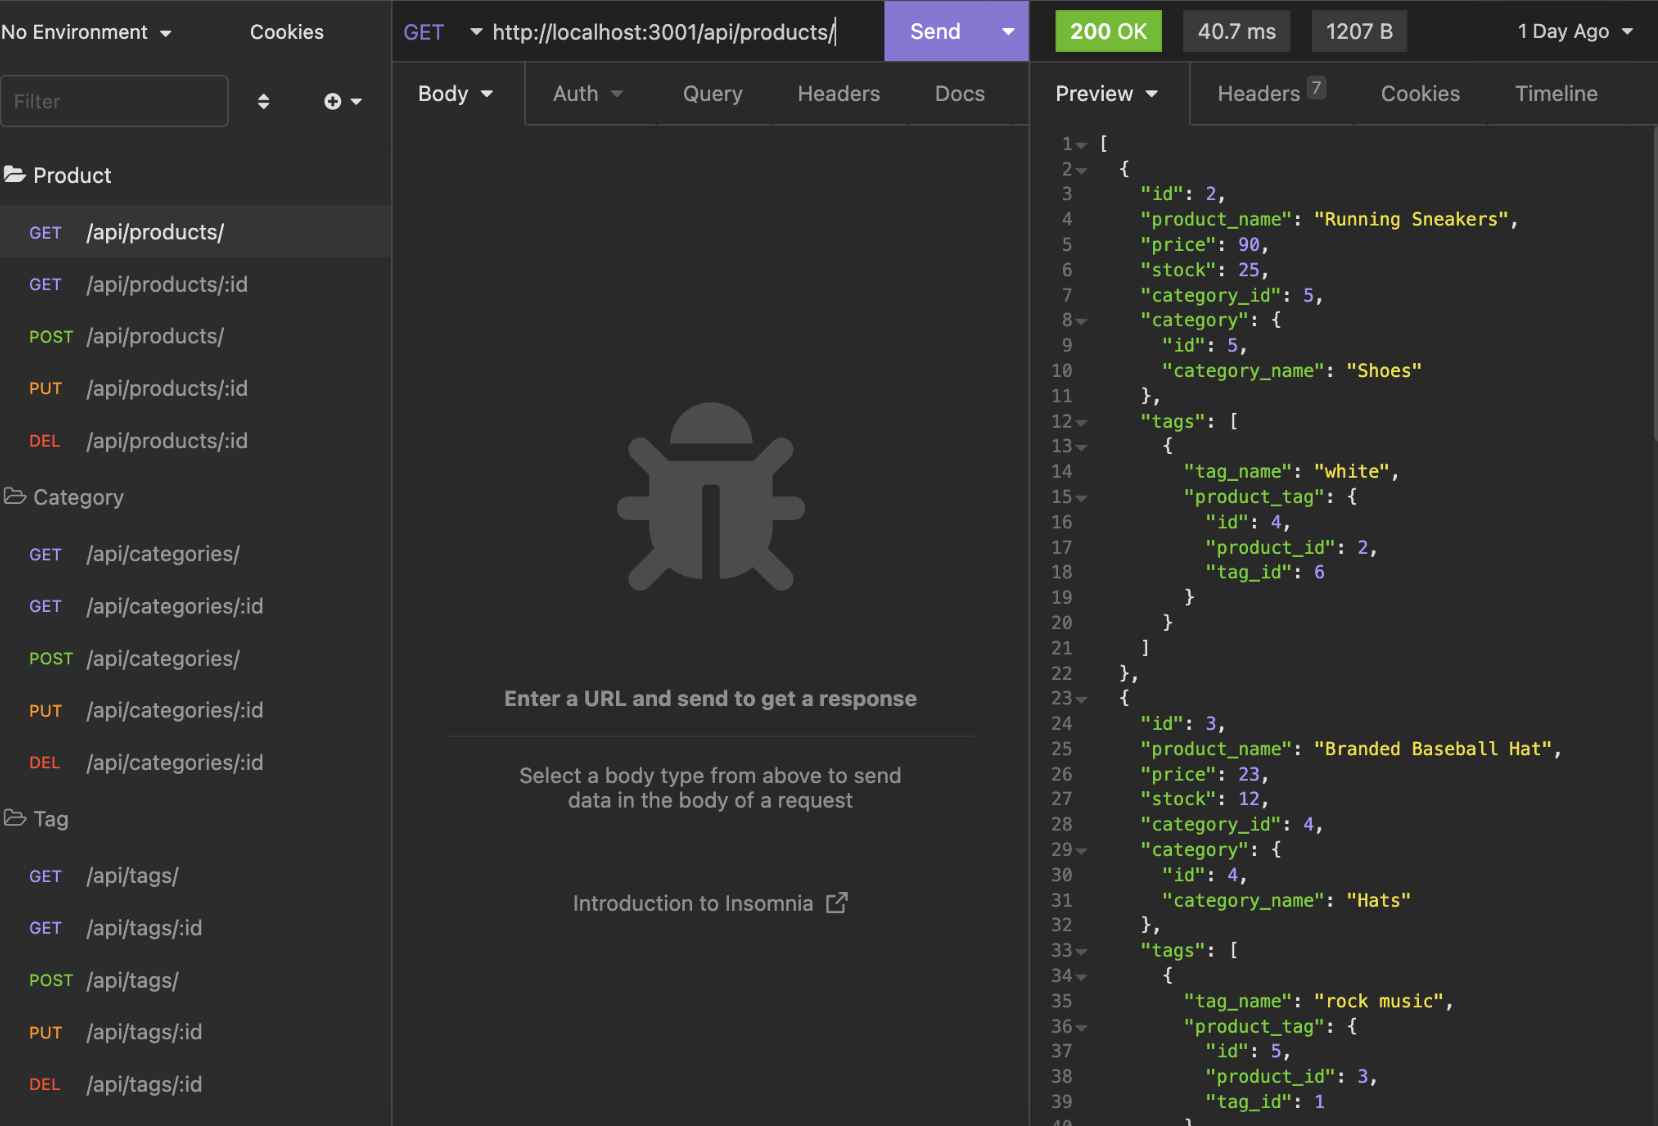 No Environment
Cookies
Filter
Product
GET /api/products/
GET /api/products/:id
POST /api/products/
PUT /api/products/:id
DEL /api/products/:id
Category
GET /api/categories/
GET /api/categories/:id
POST /api/categories/
PUT /api/categories/:id
DEL /api/categories/:id
Tag
GET /api/tags/
GET /api/tags/:id
POST /api/tags/
PUT /api/tags/:id
DEL /api/tags/:id
GET http://localhost:3001/api/products/ Send
Body Auth Query Headers Docs
Enter a URL and send to get a response
Select a body type from above to send
data in the body of a request
Introduction to Insomnia
200 OK 40.7 ms 1207 B 1 Day Ago
Preview Headers 7 Cookies Timeline
1 [
2 {
3 "id": 2,
4 "product_name": "Running Sneakers",
5 "price": 90,
6 "stock": 25,
7 "category_id": 5,
8 "category": {
9 "id": 5,
10 "category_name": "Shoes"
11 },
12 "tags": [
13 {
14 "tag_name": "white",
15 "product_tag": {
16 "id": 4,
17 "product_id": 2,
18 "tag_id": 6
19 }
20 }
21 ]
22 },
23 {
24 "id": 3,
25 "product_name": "Branded Baseball Hat",
26 "price": 23,
27 "stock": 12,
28 "category_id": 4,
29 "category": {
30 "id": 4,
31 "category_name": "Hats"
32 },
33 "tags": [
34 {
35 "tag_name": "rock music",
36 "product_tag": {
37 "id": 5,
38 "product_id": 3,
39 "tag_id": 1
40 }